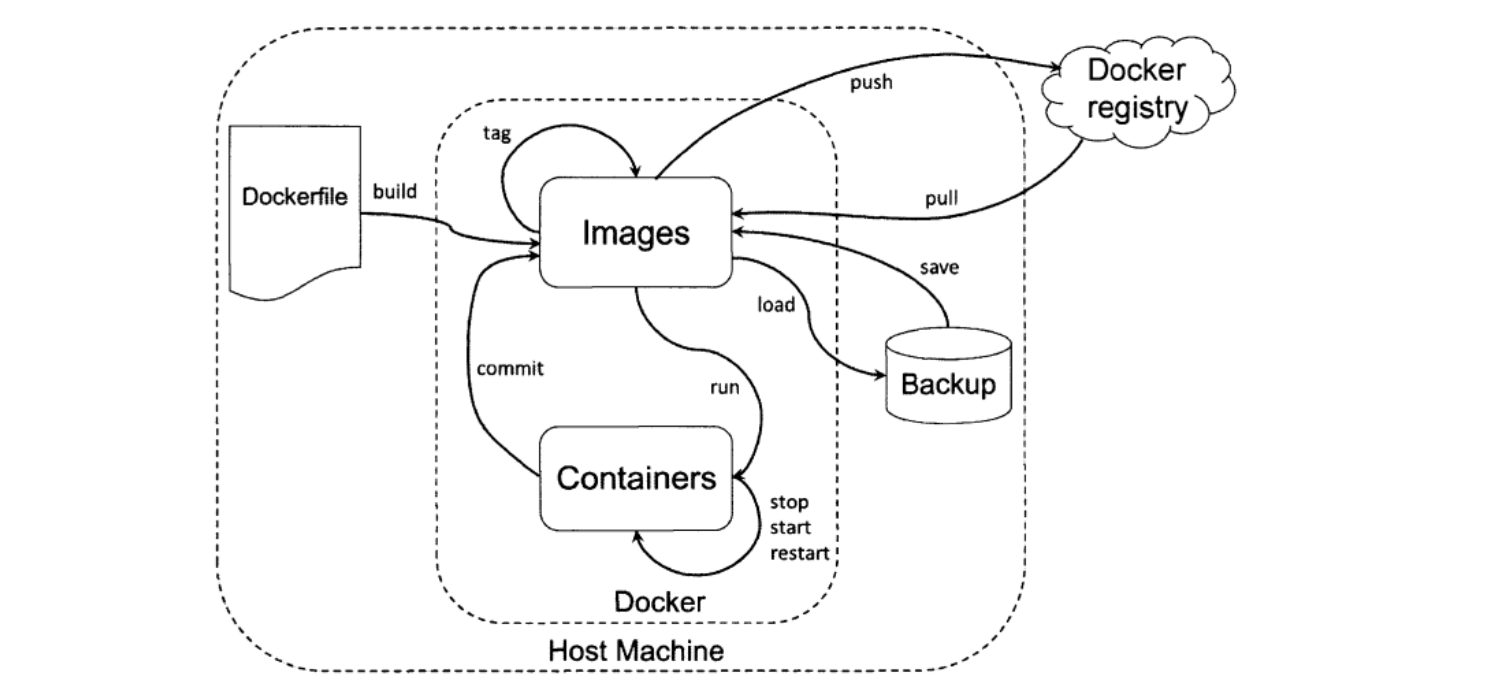 Docker
registry
push
tag
Dockerfile
build
pull
Images
save
load
commit
run
Backup
Containers
stop
start
restart
Docker
Host Machine